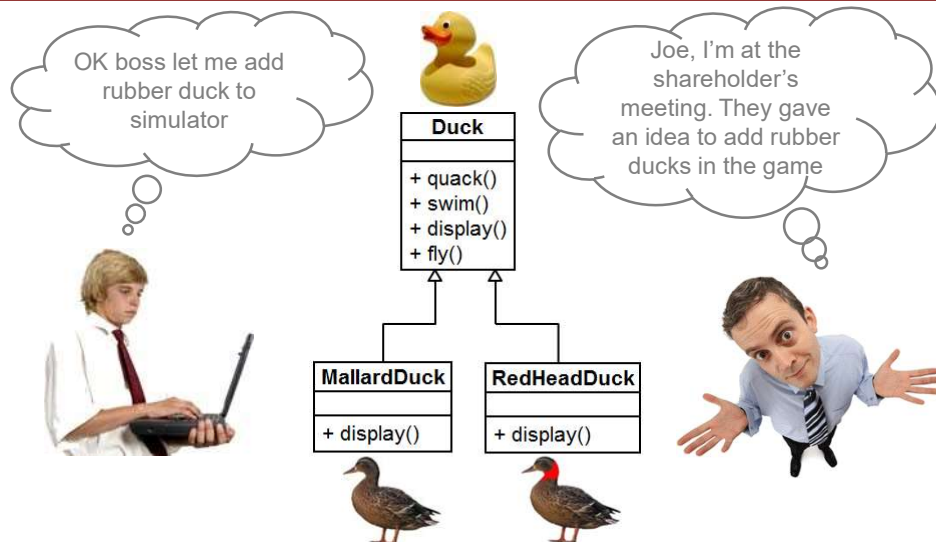 OK boss let me add
rubber duck to
simulator
Joe, I'm at the
shareholder's
meeting. They gave
an idea to add rubber
ducks in the game
Duck
+ quack()
+ swim()
+ display()
+ fly()
MallardDuck
+ display()
RedHeadDuck
+ display()